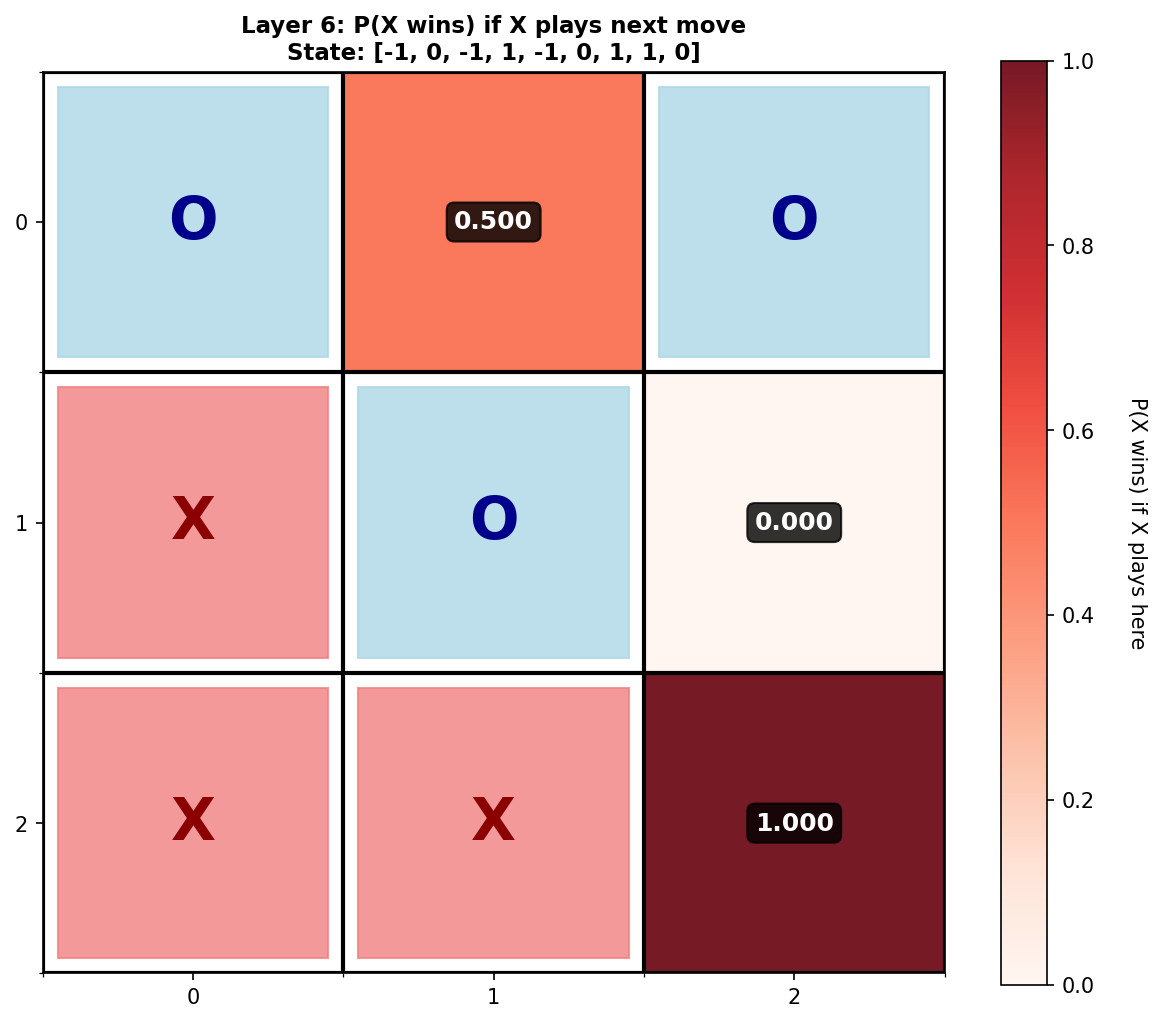 Layer 6: P(X wins) if X plays next move
State: [-1, 0, -1, 1, -1, 0, 1, 1, 0]
0
O
0.500
O
1
X
O
0.000
2
X
X
1.000
0
1
2
1.0
0.8
0.6
0.4
0.2
0.0
P(X wins) if X plays here